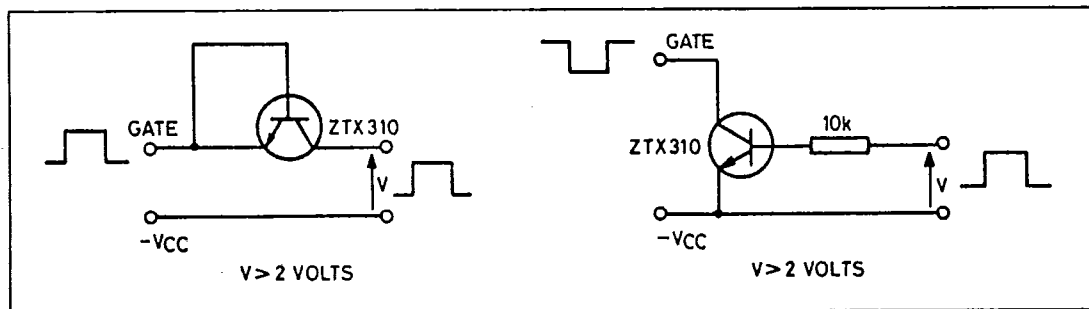 GATE
ZTX310
V
-VCC
V > 2 VOLTS
GATE
ZTX310
10k
V
-VCC
V > 2 VOLTS